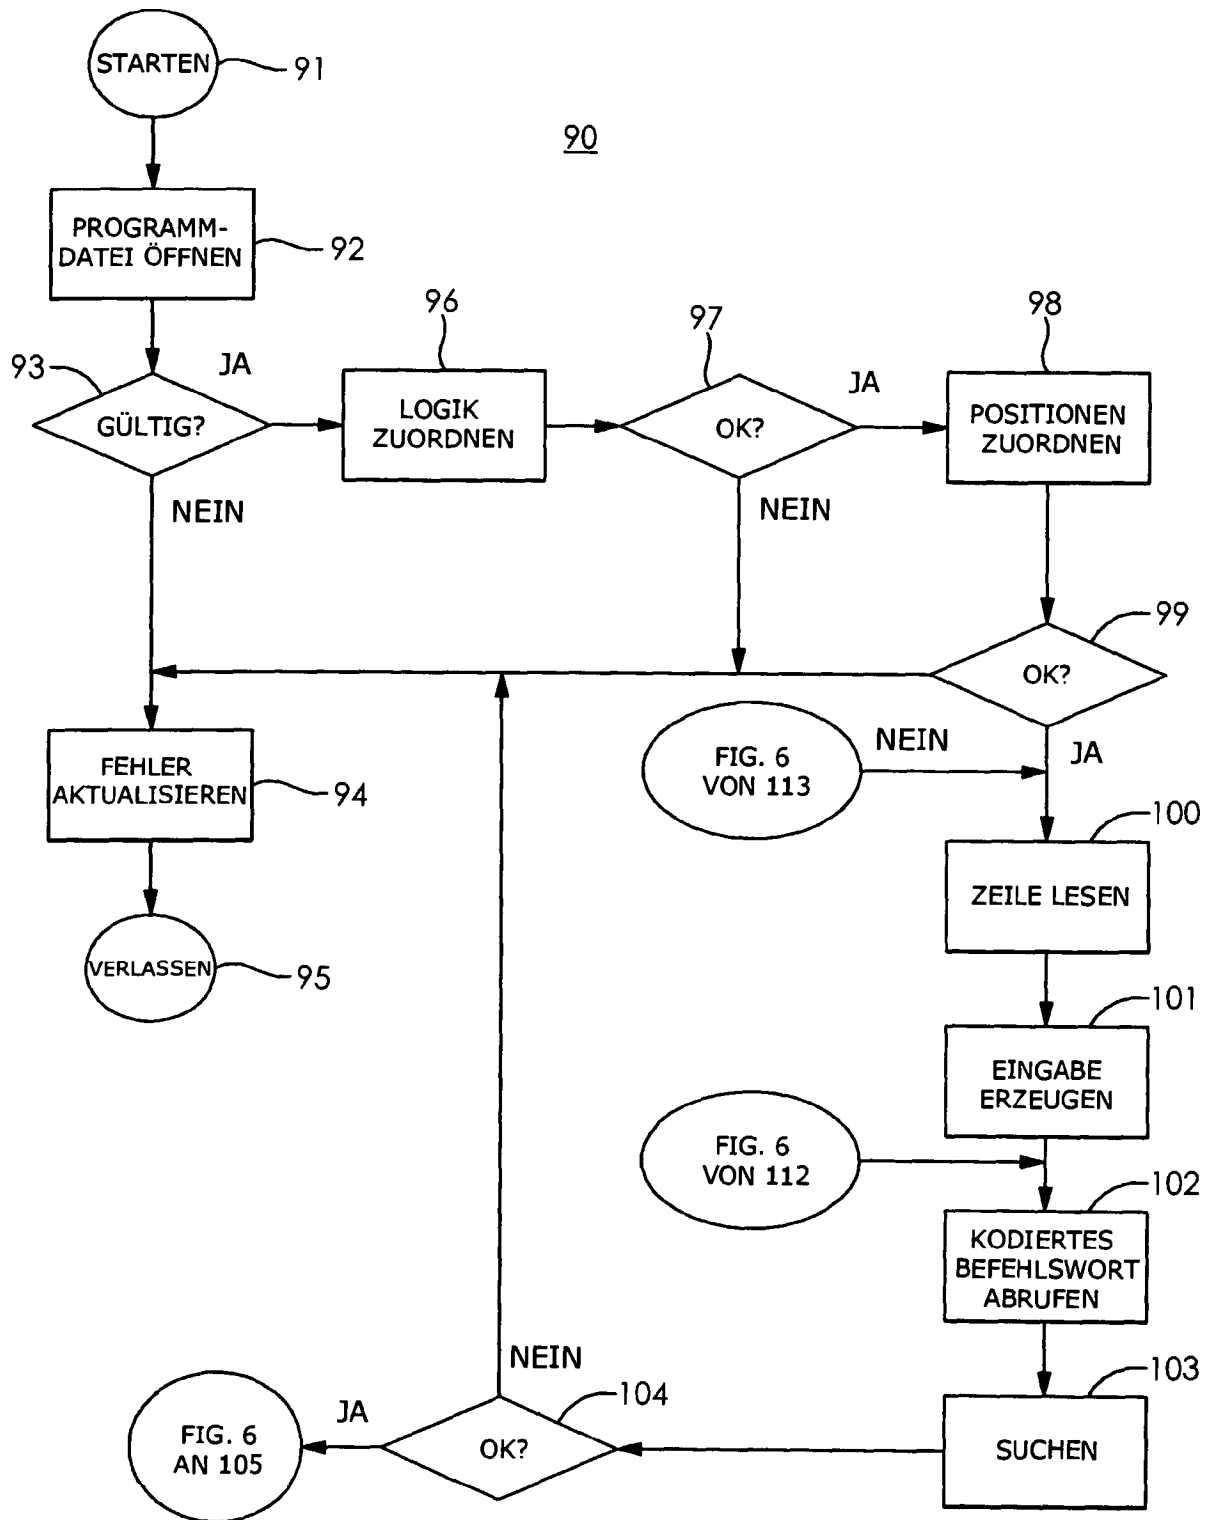 STARTEN
91
90
PROGRAMM-
DATEI ÖFFNEN
92
93
GÜLTIG?
JA
NEIN
96
LOGIK
ZUORDNEN
97
OK?
JA
NEIN
98
POSITIONEN
ZUORDNEN
99
OK?
JA
FIG. 6
VON 113
NEIN
FEHLER
AKTUALISIEREN
94
VERLASSEN
95
100
ZEILE LESEN
101
EINGABE
ERZEUGEN
FIG. 6
VON 112
102
KODIERTES
BEFEHLSWORT
ABRUFEN
103
SUCHEN
104
OK?
NEIN
JA
FIG. 6
AN 105